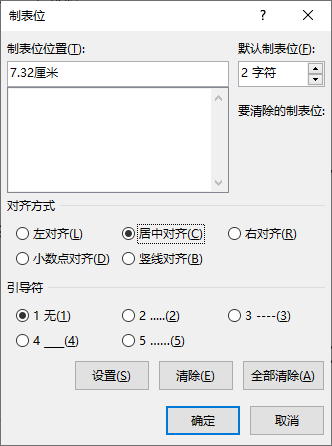 制表位
制表位位置(T):
默认制表位(F):
7.32厘米
2 字符
要清除的制表位:
对齐方式
左对齐(L) 居中对齐(C) 右对齐(R)
小数点对齐(D) 竖线对齐(B)
引导符
1 无(1) 2 .....(2) 3 ----(3)
4 ___(4) 5 ......(5)
设置(S) 清除(E) 全部清除(A)
确定 取消